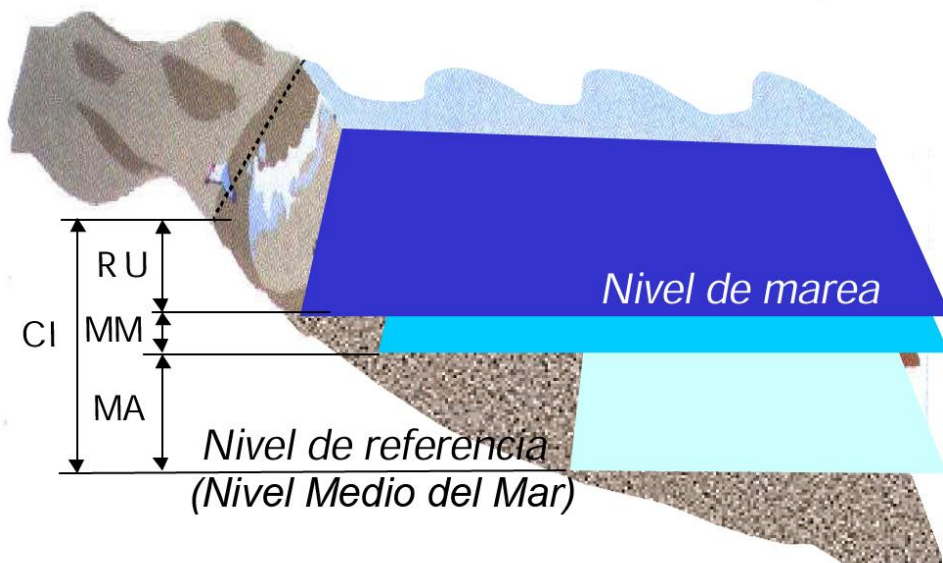 RU
Nivel de marea
CI
MM
MA
Nivel de referencia
(Nivel Medio del Mar)